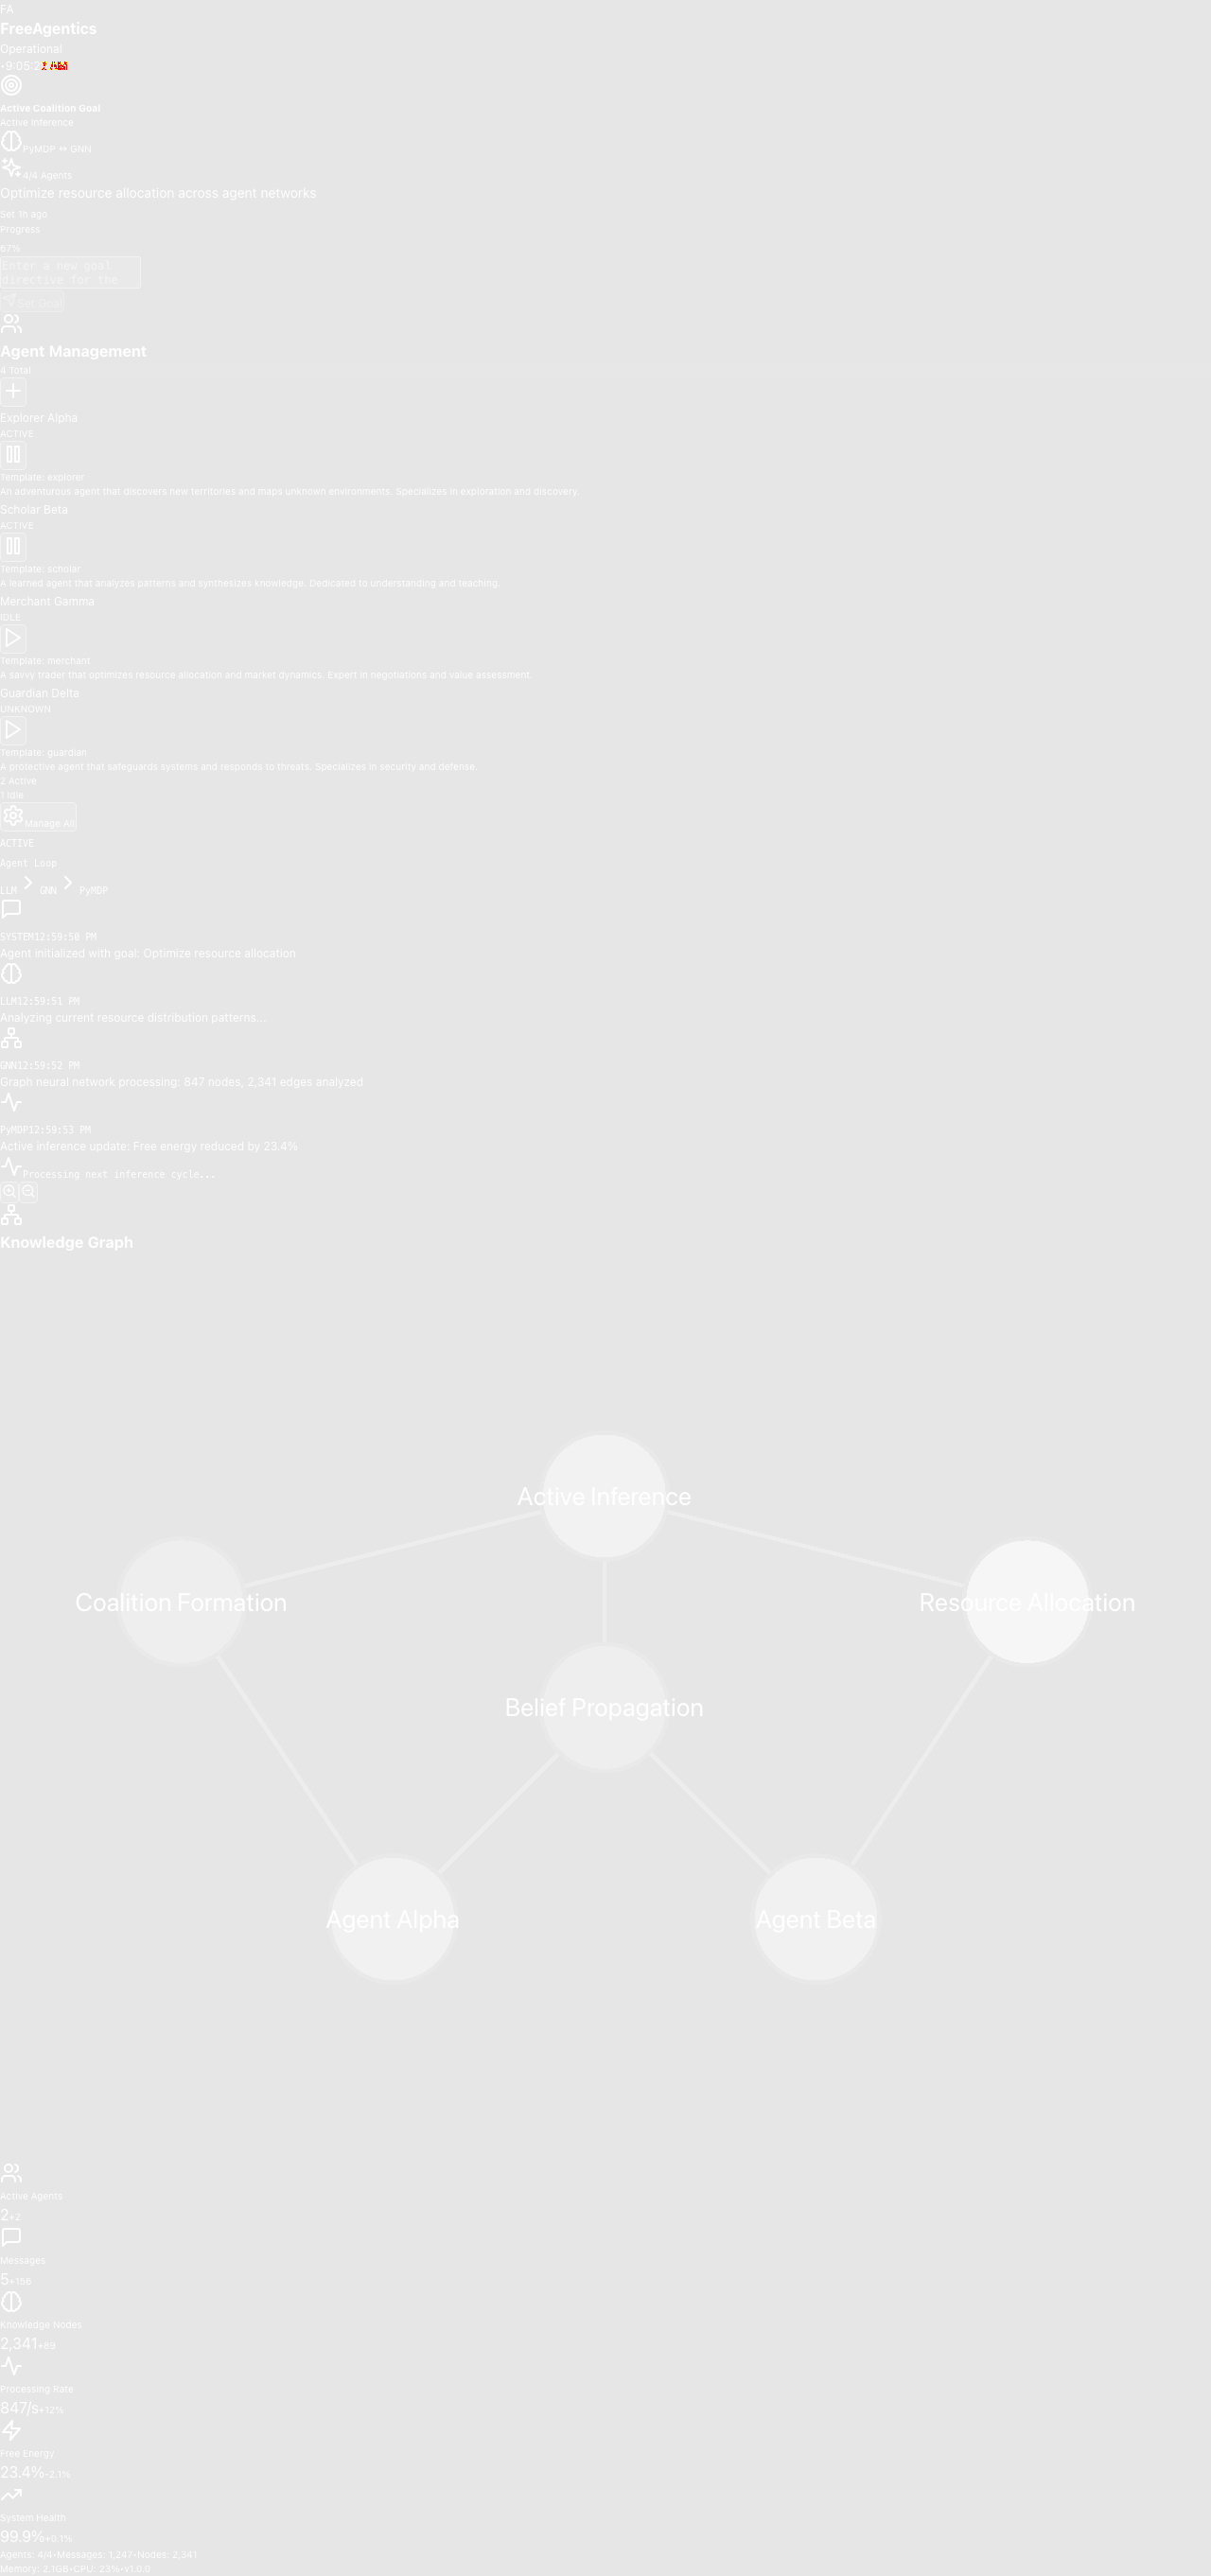 FA
FreeAgentics
Operational
Active Coalition Goal
Active Inference
PyMDP ↔ GNN
4/4 Agents
Optimize resource allocation across agent networks
Set 1h ago
Progress
67%
Enter a new goal
directive for the
Set Goal
Agent Management
4 Total
Explorer Alpha
ACTIVE
Template: explorer
An adventurous agent that discovers new territories and maps unknown environments. Specializes in exploration and discovery.
Scholar Beta
ACTIVE
Template: scholar
A learned agent that analyzes patterns and synthesizes knowledge. Dedicated to understanding and teaching.
Merchant Gamma
IDLE
Template: merchant
A savvy trader that optimizes resource allocation and market dynamics. Expert in negotiations and value assessment.
Guardian Delta
UNKNOWN
Template: guardian
A protective agent that safeguards systems and responds to threats. Specializes in security and defense.
2 Active
1 Idle
Manage All
ACTIVE
Agent Loop
LLM > GNN > PyMDP
SYSTEM12:59:50 PM
Agent initialized with goal: Optimize resource allocation
LLM12:59:51 PM
Analyzing current resource distribution patterns...
GNN12:59:52 PM
Graph neural network processing: 847 nodes, 2,341 edges analyzed
PyMDP12:59:53 PM
Active inference update: Free energy reduced by 23.4%
Processing next inference cycle...
Knowledge Graph
Active Inference
Coalition Formation
Resource Allocation
Belief Propagation
Agent Alpha
Agent Beta
Active Agents
2+2
Messages
5+156
Knowledge Nodes
2,341+89
Processing Rate
847/s+12%
Free Energy
23.4%-2.1%
System Health
99.9%+0.1%
Agents: 4/4•Messages: 1,247•Nodes: 2,341
Memory: 2.1GB•CPU: 23%•v1.0.0